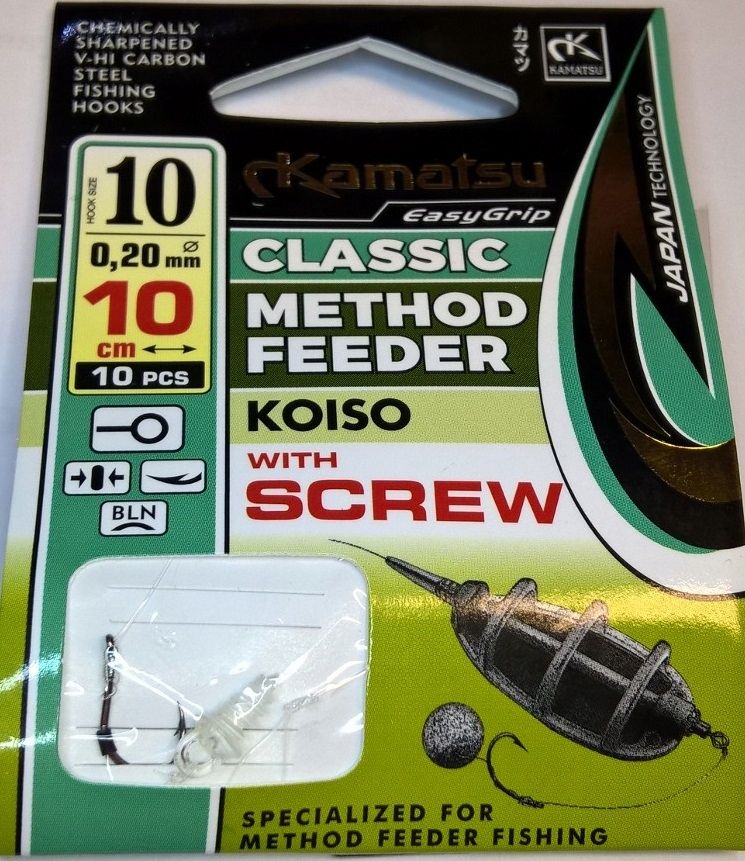 CHEMICALLY
SHARPENED
V-HI CARBON
STEEL
FISHING
HOOKS
カマツ
KAMATSU
JAPAN TECHNOLOGY
Kamatsu
EasyGrip
HOOK SIZE
10
0,20 mm Ø
10
cm
10 PCS
CLASSIC
METHOD
FEEDER
KOISO
WITH
SCREW
BLN
SPECIALIZED FOR
METHOD FEEDER FISHING